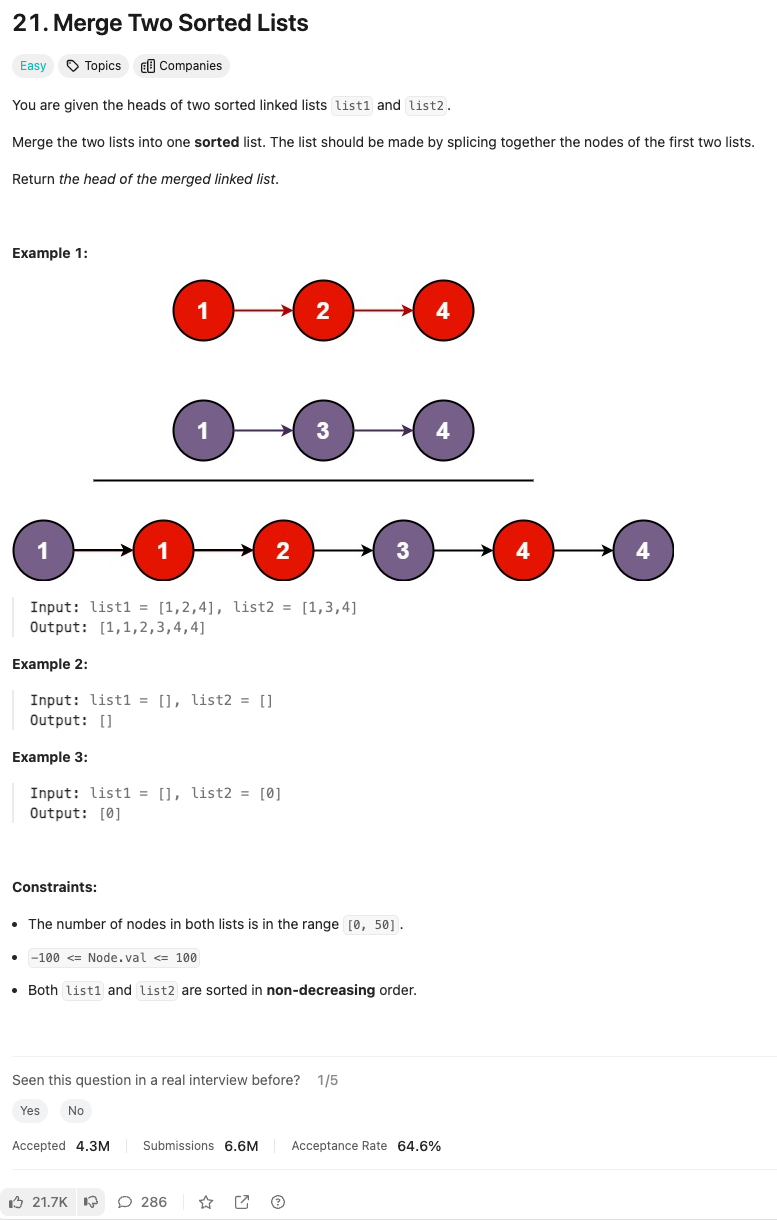 21. Merge Two Sorted Lists
Easy Topics Companies
You are given the heads of two sorted linked lists list1 and list2.
Merge the two lists into one sorted list. The list should be made by splicing together the nodes of the first two lists.
Return the head of the merged linked list.
Example 1:
1 2 4
1 3 4
1 1 2 3 4 4
Input: list1 = [1,2,4], list2 = [1,3,4]
Output: [1,1,2,3,4,4]
Example 2:
Input: list1 = [], list2 = []
Output: []
Example 3:
Input: list1 = [], list2 = [0]
Output: [0]
Constraints:
• The number of nodes in both lists is in the range [0, 50].
• -100 <= Node.val <= 100
• Both list1 and list2 are sorted in non-decreasing order.
Seen this question in a real interview before? 1/5
Yes No
Accepted 4.3M Submissions 6.6M Acceptance Rate 64.6%
21.7K 286 ?